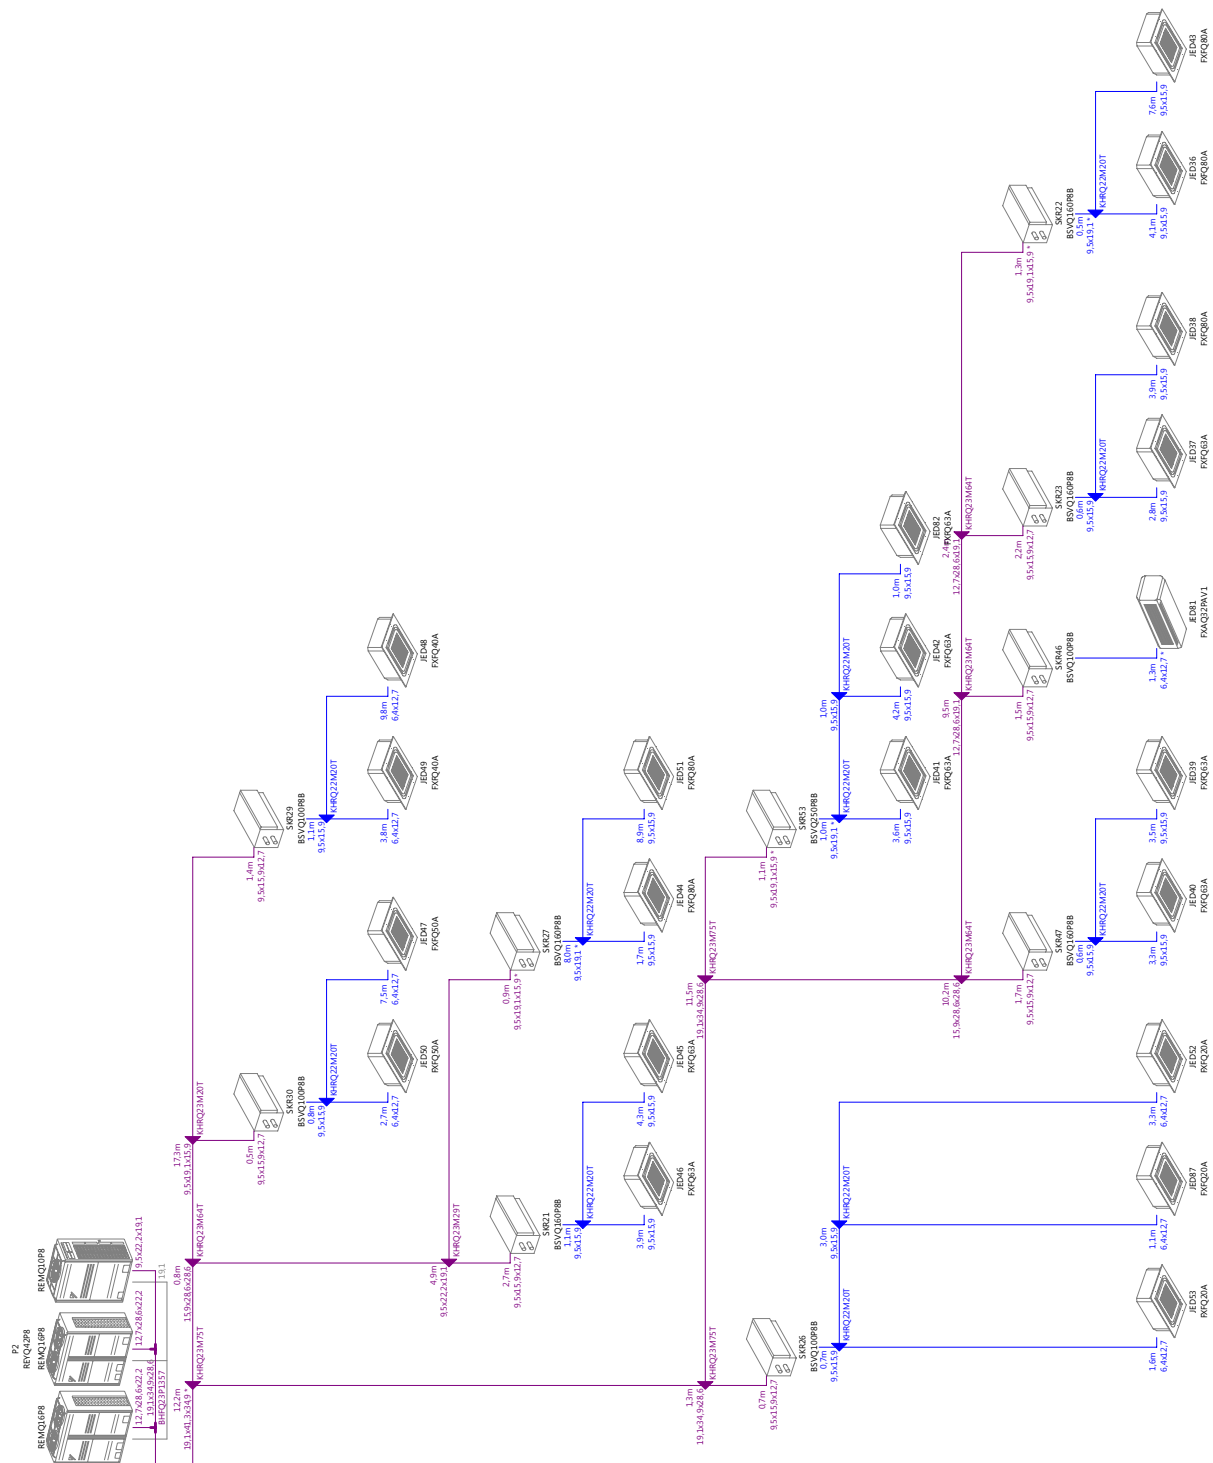 P2
REYQ42P8
REMQ16P8
REMQ10P8
REMQ16P8
9,5x22,2x19,1
19,1
12,7x28,6x22,2
12,7x28,6x22,2
19,1x34,9x28,6
BHFQ23P1357
12,2m
19,1x41,3x34,9 *
KHRQ23M75T
0,8m
15,9x28,6x28,6
KHRQ23M64T
17,3m
9,5x19,1x15,9
KHRQ23M20T
1,4m
9,5x15,9x12,7
SKR29
BSVQ100P8B
1,1m
9,5x15,9
KHRQ22M20T
9,8m
6,4x12,7
JED48
FXFQ40A
3,8m
6,4x12,7
JED49
FXFQ40A
0,5m
9,5x15,9x12,7
SKR30
BSVQ100P8B
0,8m
9,5x15,9
KHRQ22M20T
7,5m
6,4x12,7
JED47
FXFQ50A
2,7m
6,4x12,7
JED50
FXFQ50A
4,9m
9,5x22,2x19,1
KHRQ23M29T
0,9m
9,5x19,1x15,9 *
SKR27
BSVQ160P8B
8,0m
9,5x19,1 *
KHRQ22M20T
8,9m
9,5x15,9
JED51
FXFQ80A
1,7m
9,5x15,9
JED44
FXFQ80A
2,7m
9,5x15,9x12,7
SKR21
BSVQ160P8B
1,1m
9,5x15,9
KHRQ22M20T
4,3m
9,5x15,9
JED45
FXFQ63A
3,9m
9,5x15,9
JED46
FXFQ63A
1,3m
19,1x34,9x28,6
KHRQ23M75T
11,5m
19,1x34,9x28,6
KHRQ23M75T
1,1m
9,5x19,1x15,9 *
SKR53
BSVQ250P8B
1,0m
9,5x19,1 *
KHRQ22M20T
1,0m
9,5x15,9
KHRQ22M20T
1,0m
9,5x15,9
JED82
FXFQ63A
4,2m
9,5x15,9
JED42
FXFQ63A
3,6m
9,5x15,9
JED41
FXFQ63A
10,2m
15,9x28,6x28,6
KHRQ23M64T
9,5m
12,7x28,6x19,1
KHRQ23M64T
12,7x28,6x19,1
KHRQ23M64T
1,3m
9,5x19,1x15,9 *
SKR22
BSVQ160P8B
0,5m
9,5x19,1 *
KHRQ22M20T
7,6m
9,5x15,9
JED43
FXFQ80A
4,1m
9,5x15,9
JED36
FXFQ80A
2,2m
9,5x15,9x12,7
SKR23
BSVQ160P8B
0,6m
9,5x15,9
KHRQ22M20T
3,9m
9,5x15,9
JED38
FXFQ80A
2,8m
9,5x15,9
JED37
FXFQ63A
1,5m
9,5x15,9x12,7
SKR46
BSVQ100P8B
1,3m
6,4x12,7 *
JED81
FXAQ32PAV1
1,7m
9,5x15,9x12,7
SKR47
BSVQ160P8B
0,6m
9,5x15,9
KHRQ22M20T
3,5m
9,5x15,9
JED39
FXFQ63A
3,3m
9,5x15,9
JED40
FXFQ63A
0,7m
9,5x15,9x12,7
SKR26
BSVQ100P8B
0,7m
9,5x15,9
KHRQ22M20T
3,0m
9,5x15,9
KHRQ22M20T
3,3m
6,4x12,7
JED52
FXFQ20A
1,1m
6,4x12,7
JED87
FXFQ20A
1,6m
6,4x12,7
JED53
FXFQ20A